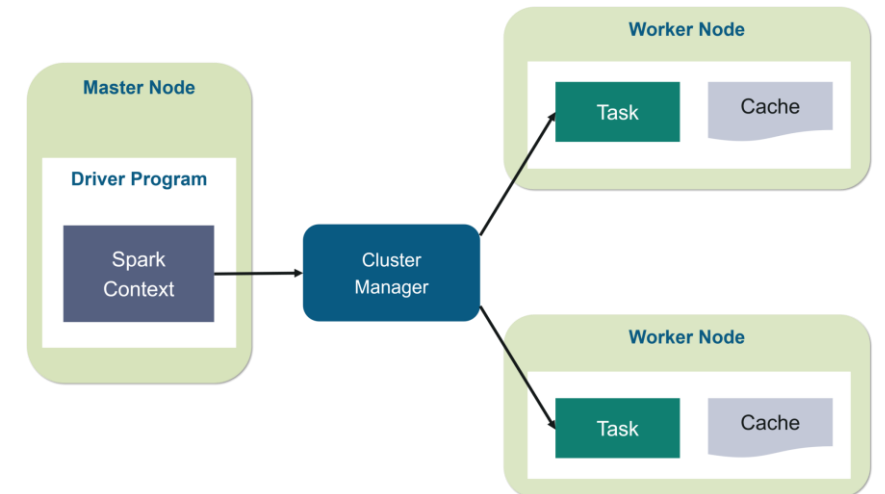 Master Node
Driver Program
Spark
Context
Cluster
Manager
Worker Node
Task
Cache
Worker Node
Task
Cache